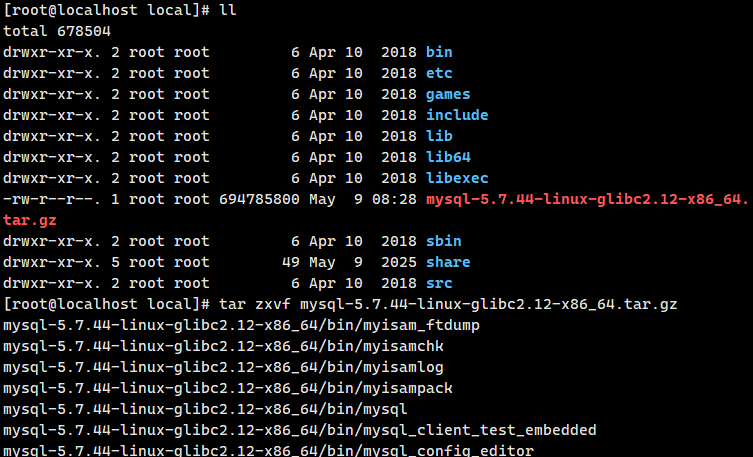 [root@localhost local]# ll
total 678504
drwxr-xr-x. 2 root root         6 Apr 10  2018 bin
drwxr-xr-x. 2 root root         6 Apr 10  2018 etc
drwxr-xr-x. 2 root root         6 Apr 10  2018 games
drwxr-xr-x. 2 root root         6 Apr 10  2018 include
drwxr-xr-x. 2 root root         6 Apr 10  2018 lib
drwxr-xr-x. 2 root root         6 Apr 10  2018 lib64
drwxr-xr-x. 2 root root         6 Apr 10  2018 libexec
-rw-r--r--. 1 root root 694785800 May  9 08:28 mysql-5.7.44-linux-glibc2.12-x86_64.
tar.gz
drwxr-xr-x. 2 root root         6 Apr 10  2018 sbin
drwxr-xr-x. 5 root root        49 May  9  2025 share
drwxr-xr-x. 2 root root         6 Apr 10  2018 src
[root@localhost local]# tar zxvf mysql-5.7.44-linux-glibc2.12-x86_64.tar.gz
mysql-5.7.44-linux-glibc2.12-x86_64/bin/myisam_ftdump
mysql-5.7.44-linux-glibc2.12-x86_64/bin/myisamchk
mysql-5.7.44-linux-glibc2.12-x86_64/bin/myisamlog
mysql-5.7.44-linux-glibc2.12-x86_64/bin/myisampack
mysql-5.7.44-linux-glibc2.12-x86_64/bin/mysql
mysql-5.7.44-linux-glibc2.12-x86_64/bin/mysql_client_test_embedded
mysql-5.7.44-linux-glibc2.12-x86_64/bin/mysql_config_editor